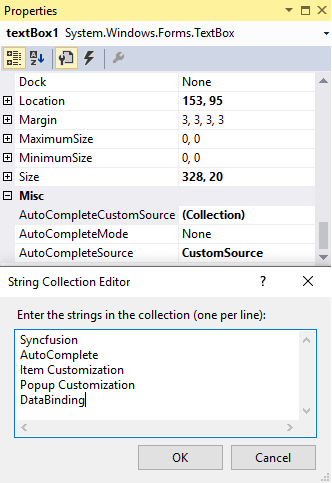 Properties
textBox1 System.Windows.Forms.TextBox
Dock None
Location 153, 95
Margin 3, 3, 3, 3
MaximumSize 0, 0
MinimumSize 0, 0
Size 328, 20
Misc
AutoCompleteCustomSource (Collection)
AutoCompleteMode None
AutoCompleteSource CustomSource
String Collection Editor ?
Enter the strings in the collection (one per line):
Syncfusion
AutoComplete
Item Customization
Popup Customization
DataBinding
OK Cancel